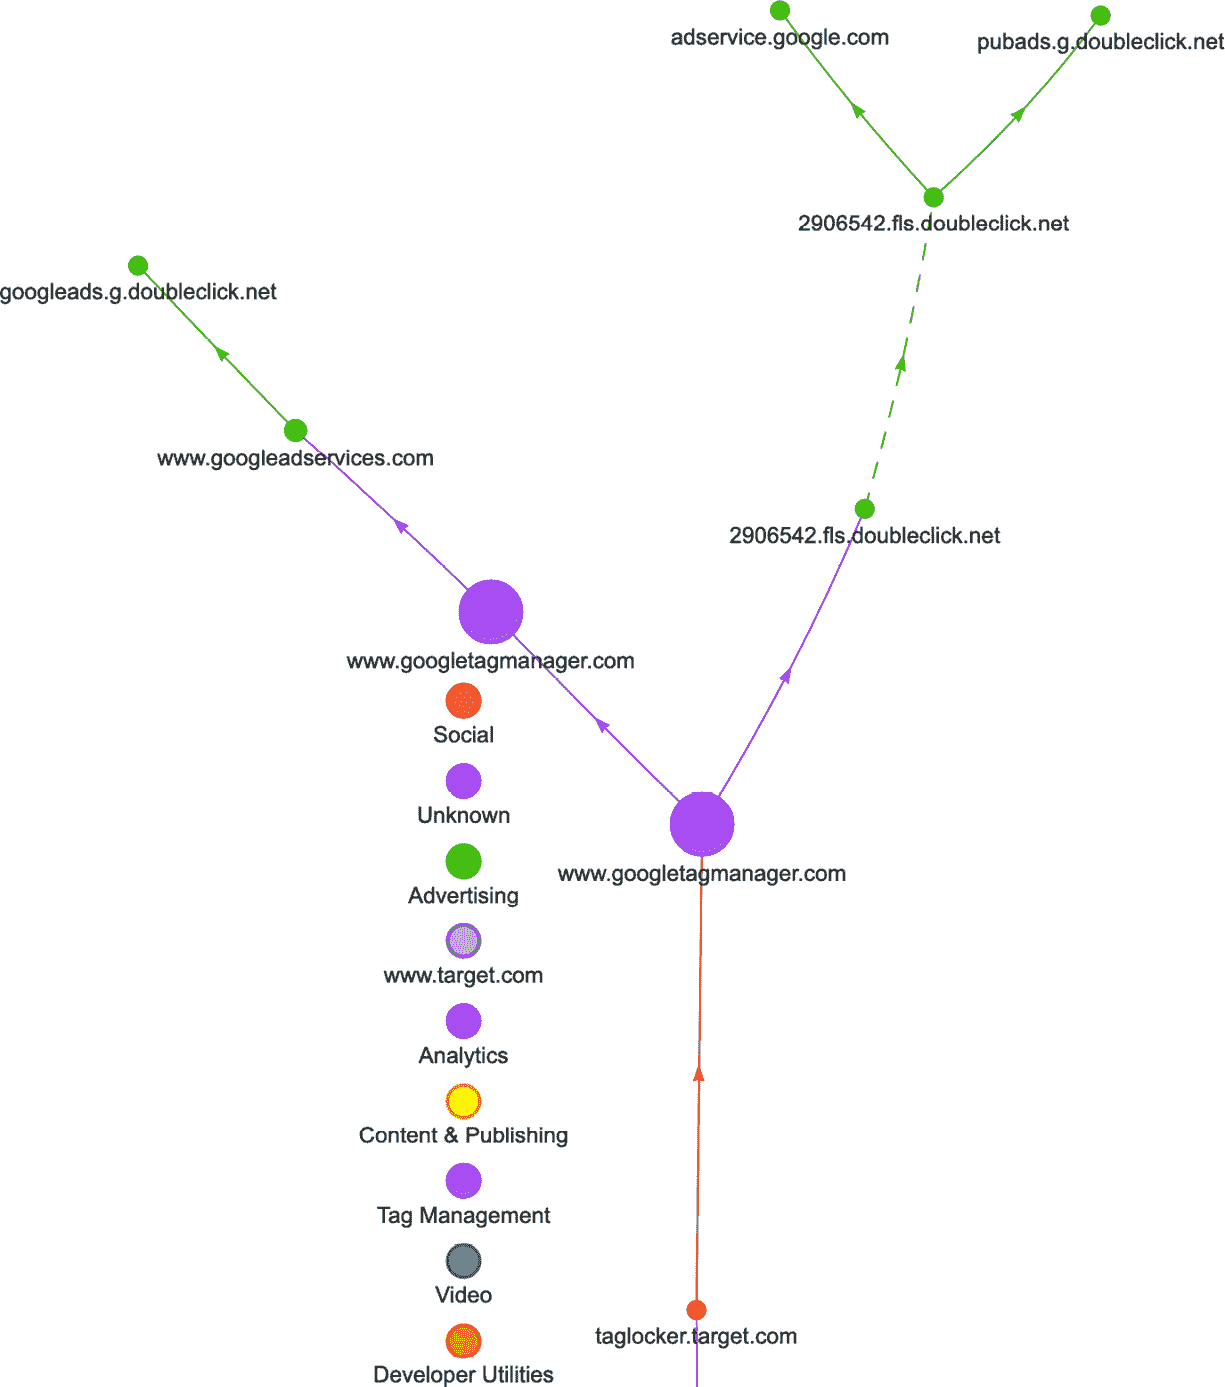 adservice.google.com
pubads.g.doubleclick.net
2906542.fls.doubleclick.net
googleads.g.doubleclick.net
www.googleadservices.com
2906542.fls.doubleclick.net
www.googletagmanager.com
Social
Unknown
www.googletagmanager.com
Advertising
www.target.com
Analytics
Content & Publishing
Tag Management
Video
taglocker.target.com
Developer Utilities